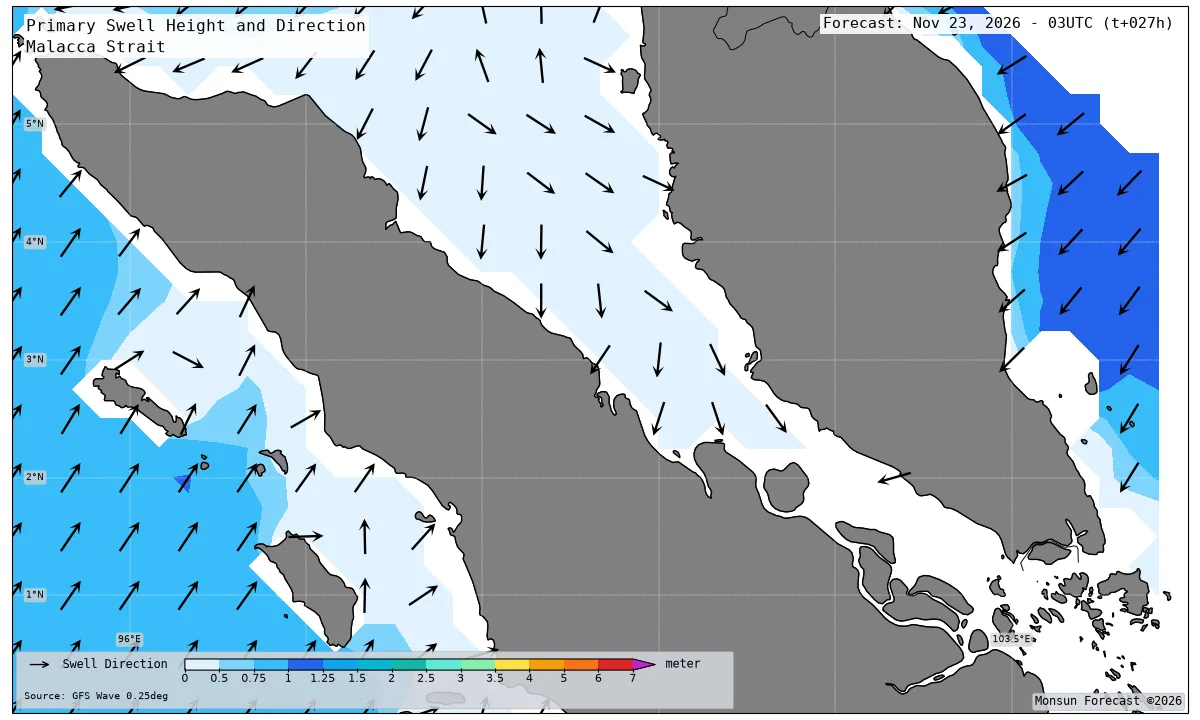 Primary Swell Height and Direction
Malacca Strait
Forecast: Nov 23, 2026 - 03UTC (t+027h)
5°N
4°N
3°N
2°N
1°N
96°E
103.5°E
Swell Direction
meter
0 0.5 0.75 1 1.25 1.5 2 2.5 3 3.5 4 5 6 7
Source: GFS Wave 0.25deg
Monsun Forecast ©2026